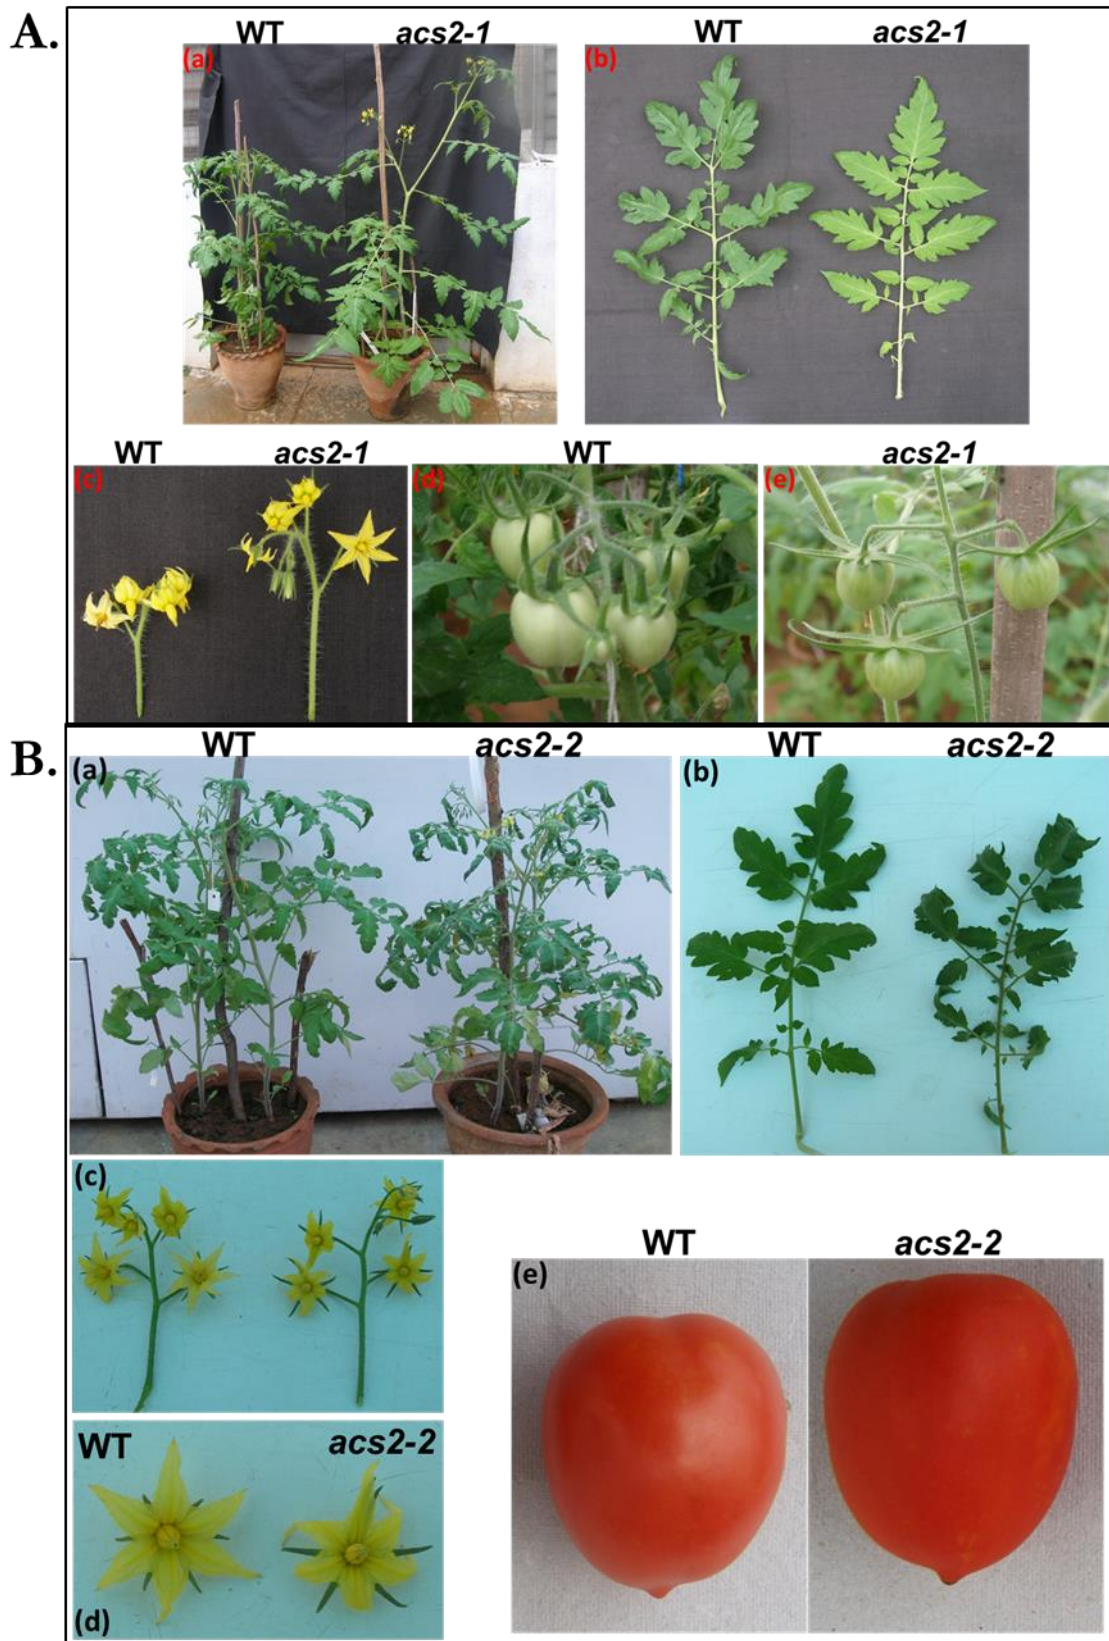 A.
WT acs2-1
(a)
WT acs2-1
(b)
WT acs2-1
(c)
WT
(d)
acs2-1
(e)
B.
WT acs2-2
(a)
WT acs2-2
(b)
(c)
WT acs2-2
(d)
WT acs2-2
(e)